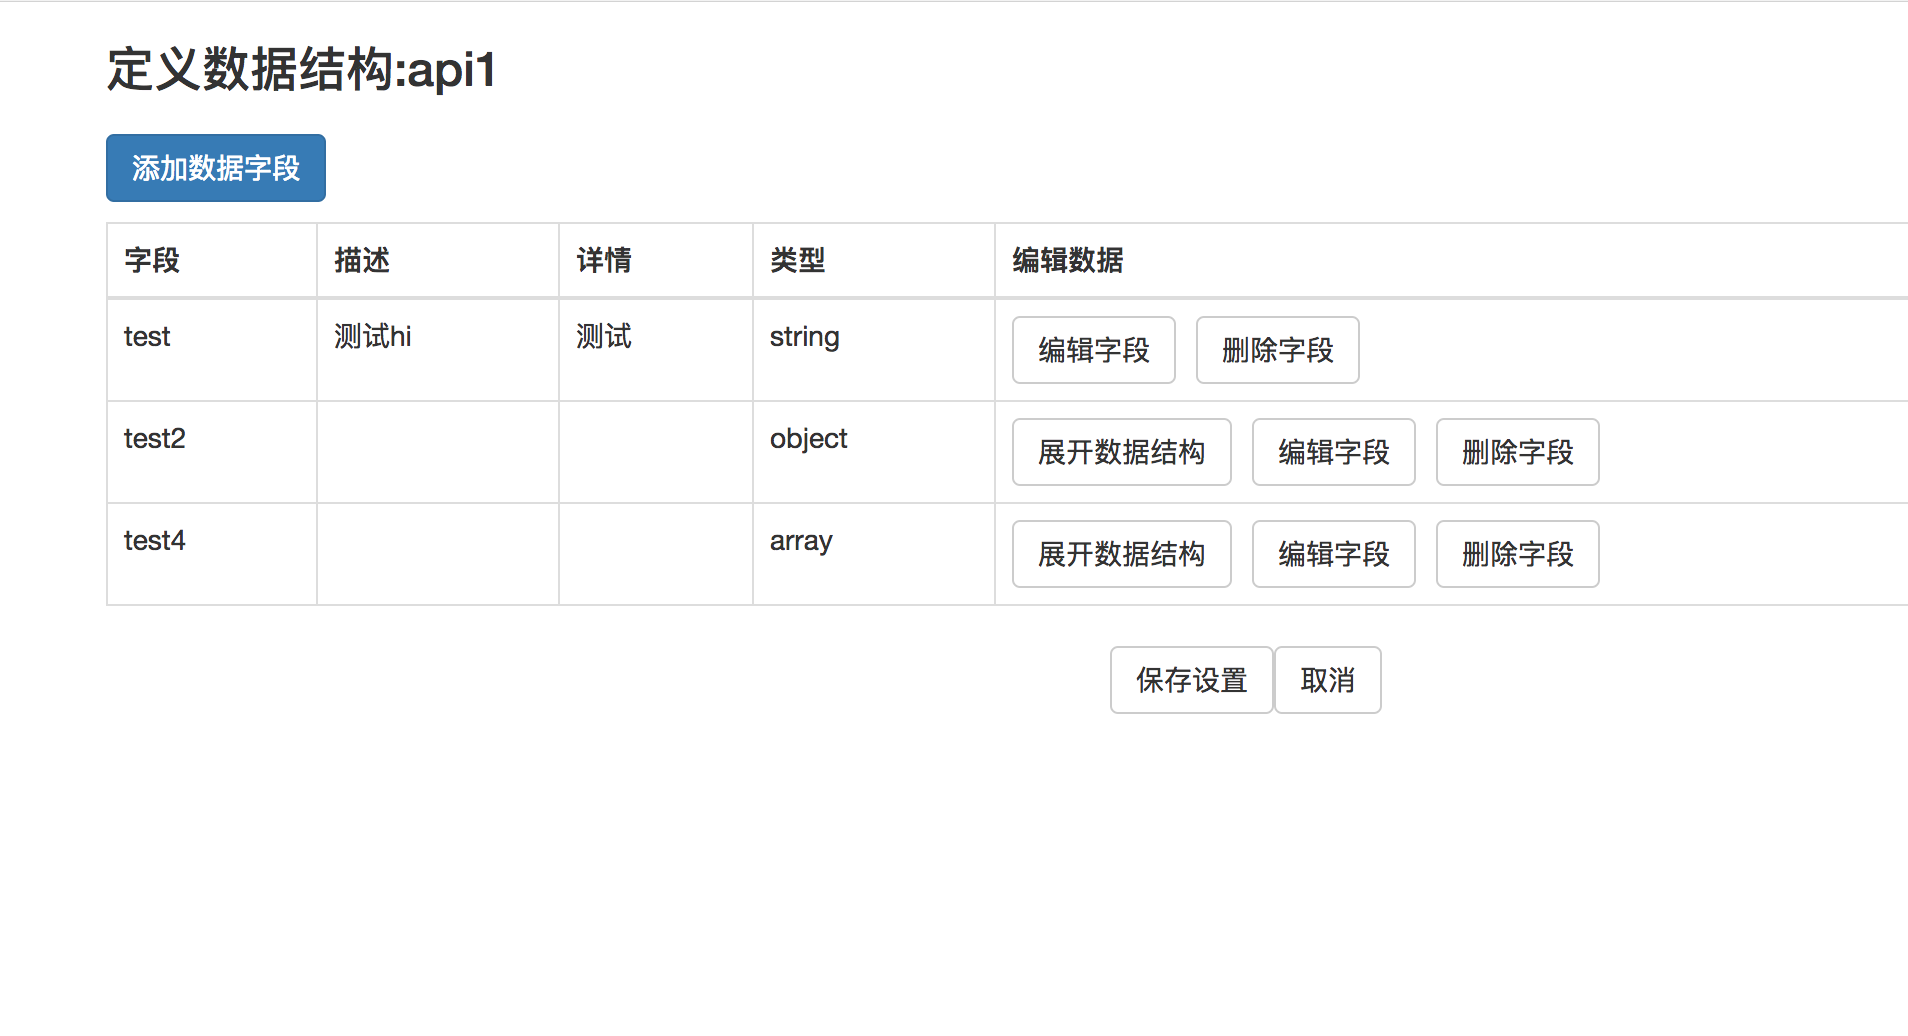 定义数据结构:api1
添加数据字段
字段 描述 详情 类型 编辑数据
test 测试hi 测试 string 编辑字段 删除字段
test2 object 展开数据结构 编辑字段 删除字段
test4 array 展开数据结构 编辑字段 删除字段
保存设置 取消